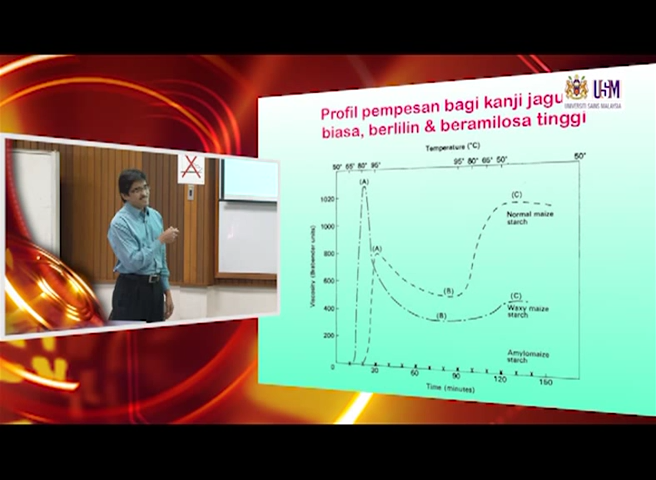 USM
UNIVERSITI SAINS MALAYSIA
Profil pempesan bagi kanji jagu
biasa, berlilin & beramilosa tinggi
Temperature (°C)
50° 65° 80° 95° 95° 80° 65° 50° 50°
(A)
(A)
(B)
(B)
(C)
Normal maize
starch
(C)
Waxy maize
starch
Amylomaize
starch
Viscosity (Brabender units)
1020
800
600
400
200
0
20 60 90 120 150
Time (minutes)